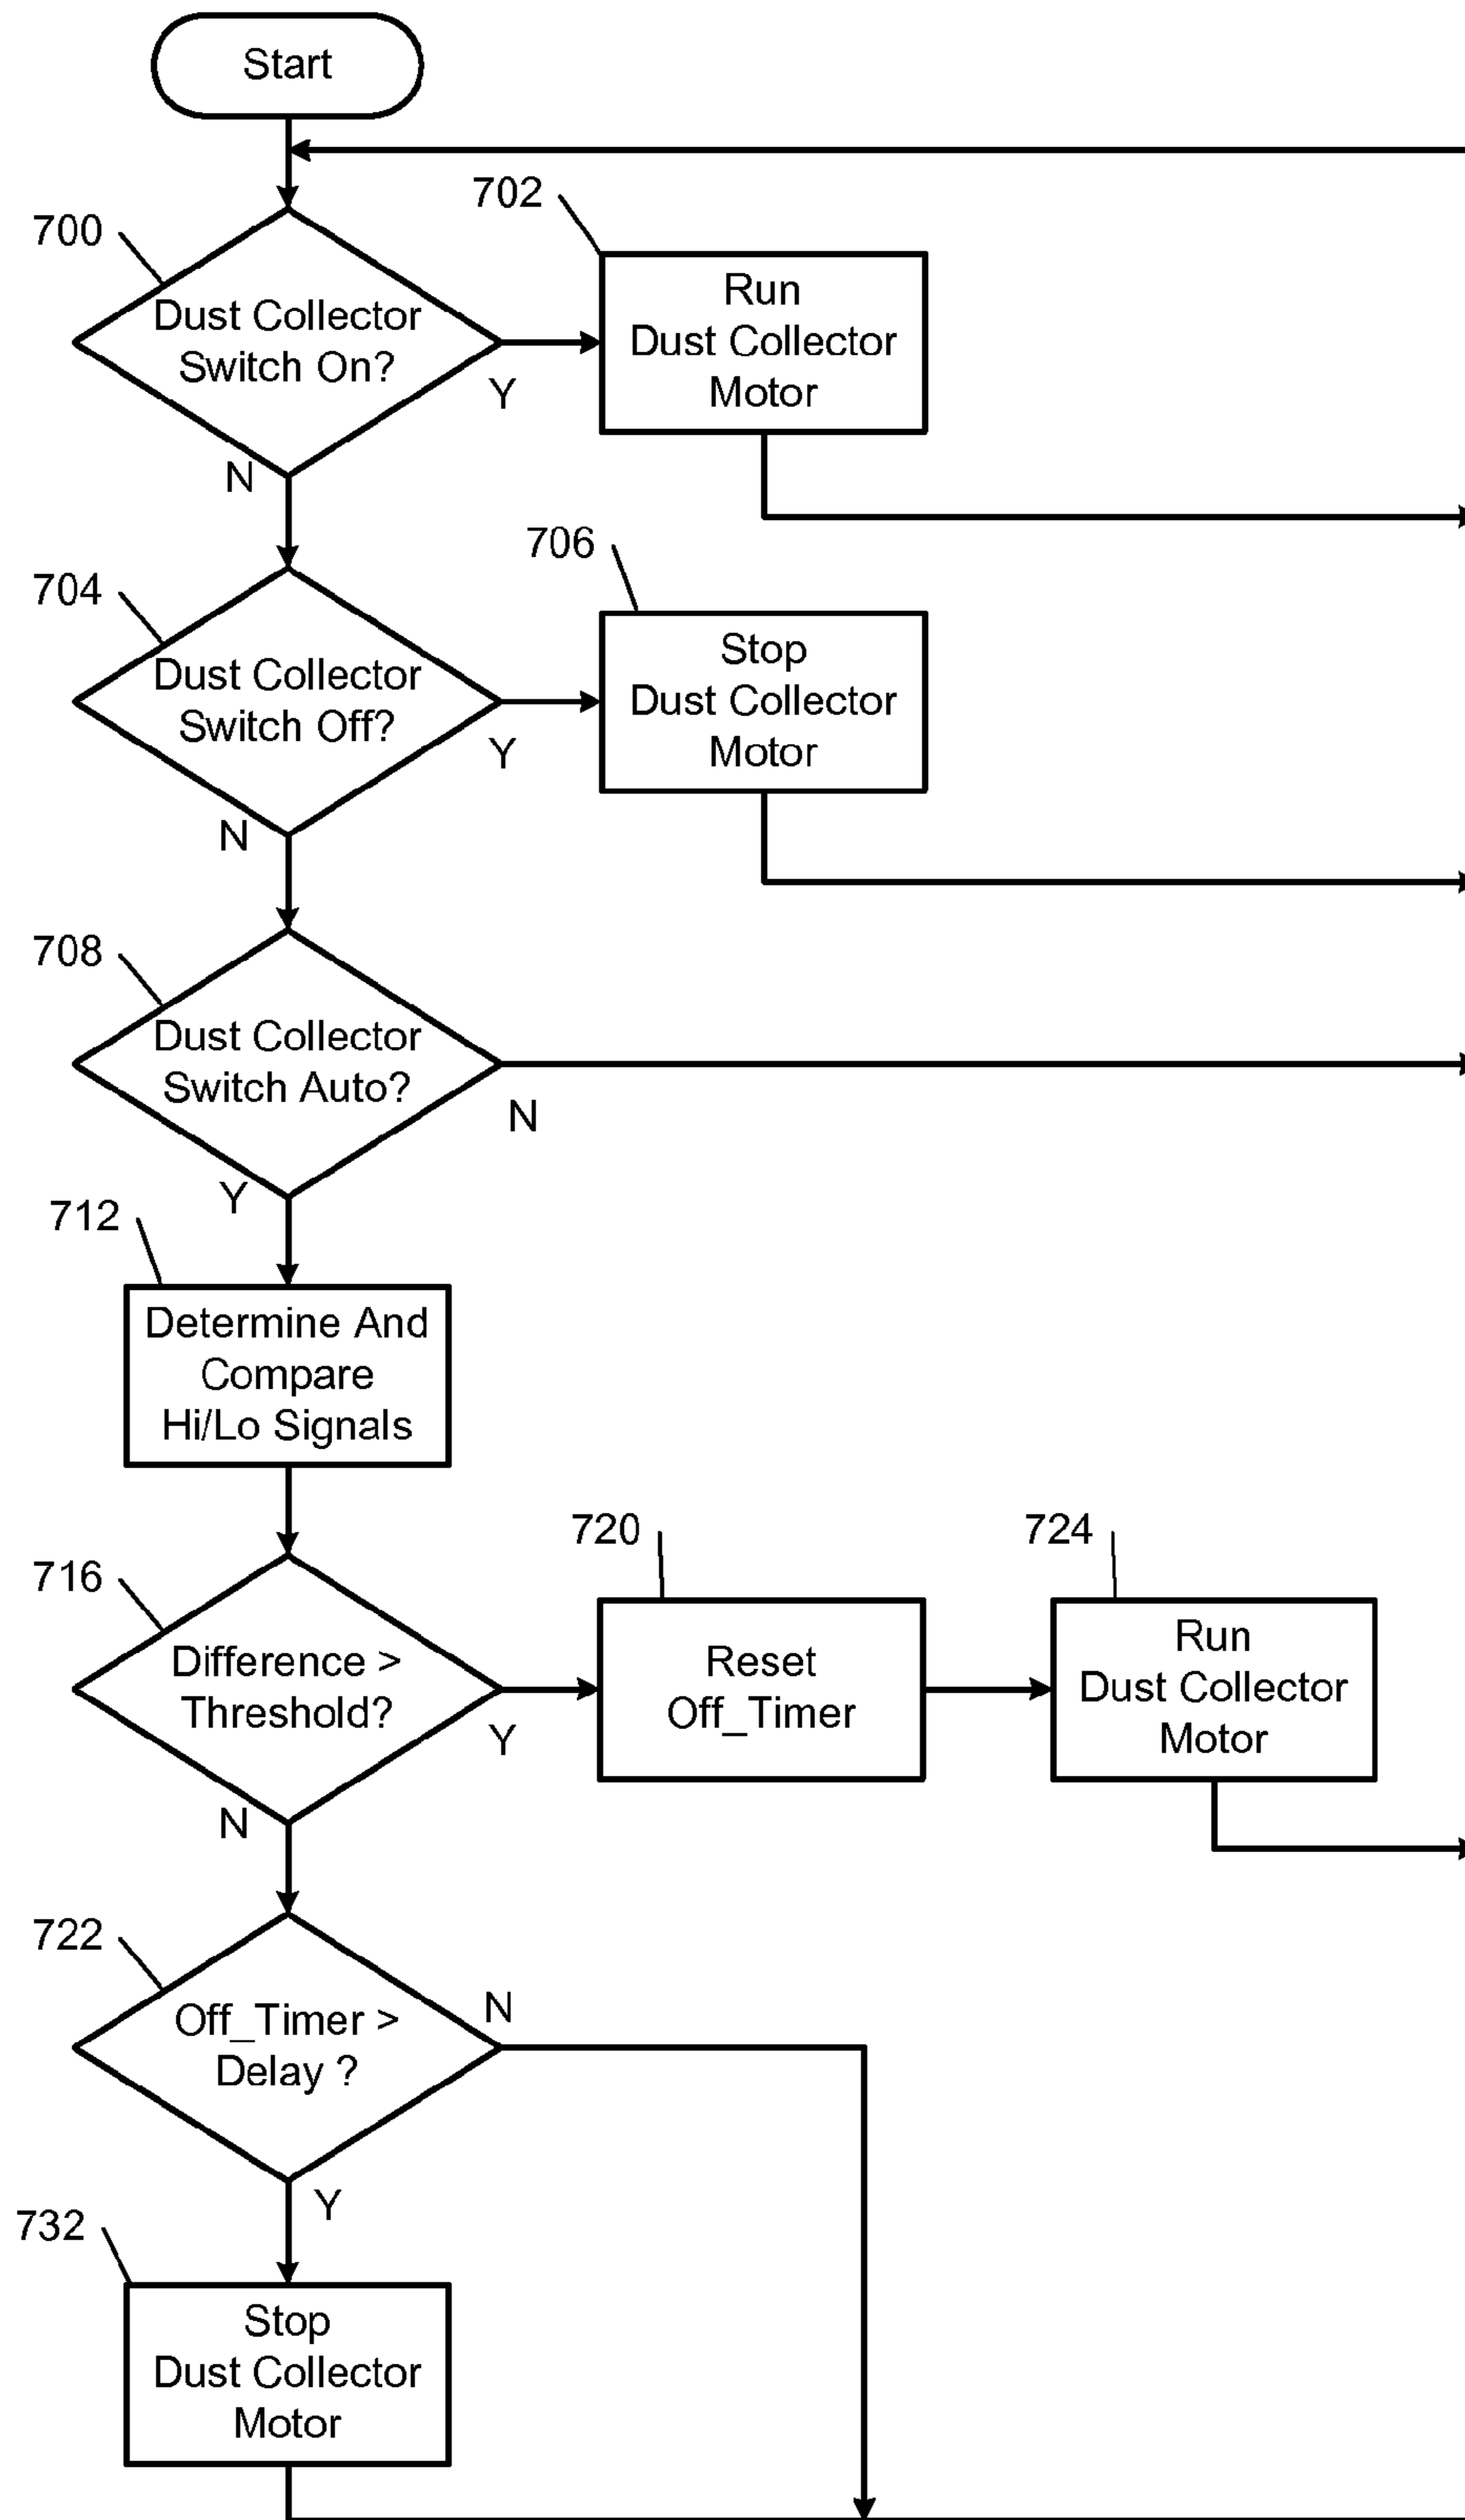 Start
700
702
Dust Collector
Switch On?
Y
N
Run
Dust Collector
Motor
704
706
Dust Collector
Switch Off?
Y
N
Stop
Dust Collector
Motor
708
Dust Collector
Switch Auto?
N
Y
712
Determine And
Compare
Hi/Lo Signals
716
Difference >
Threshold?
Y
N
720
Reset
Off_Timer
724
Run
Dust Collector
Motor
722
Off_Timer >
Delay ?
N
Y
732
Stop
Dust Collector
Motor